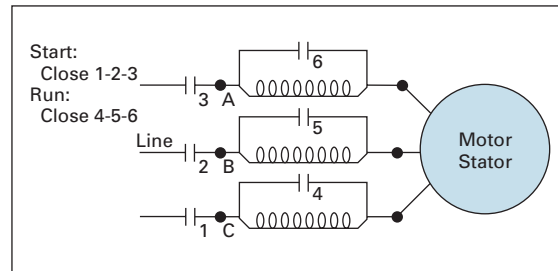 Start:
Close 1-2-3
Run:
Close 4-5-6
Line
6
3 A
5
2 B
4
1 C
Motor
Stator